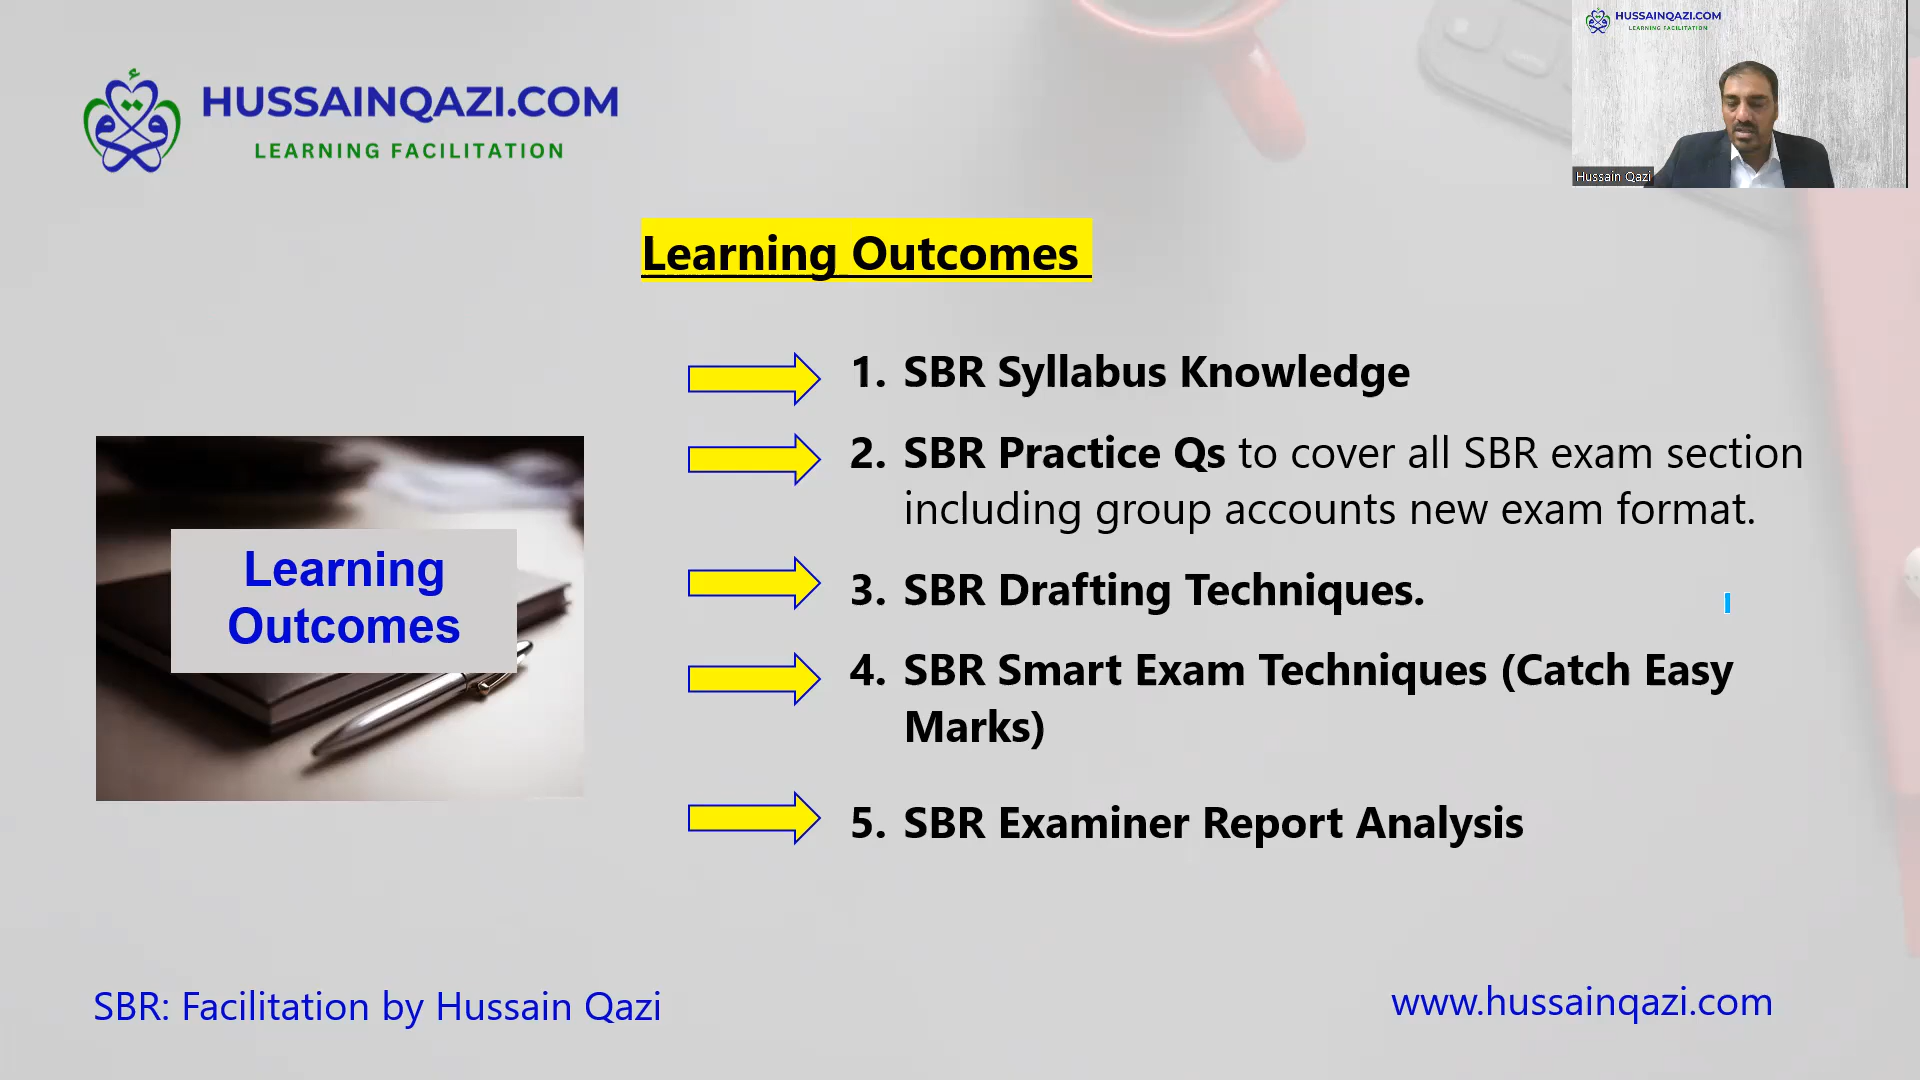 HUSSAINQAZI.COM
LEARNING FACILITATION
HUSSAINQAZI.COM
LEARNING FACILITATION
Hussain Qazi
Learning Outcomes
1. SBR Syllabus Knowledge
2. SBR Practice Qs to cover all SBR exam section
including group accounts new exam format.
3. SBR Drafting Techniques.
4. SBR Smart Exam Techniques (Catch Easy
Marks)
5. SBR Examiner Report Analysis
Learning
Outcomes
SBR: Facilitation by Hussain Qazi
www.hussainqazi.com